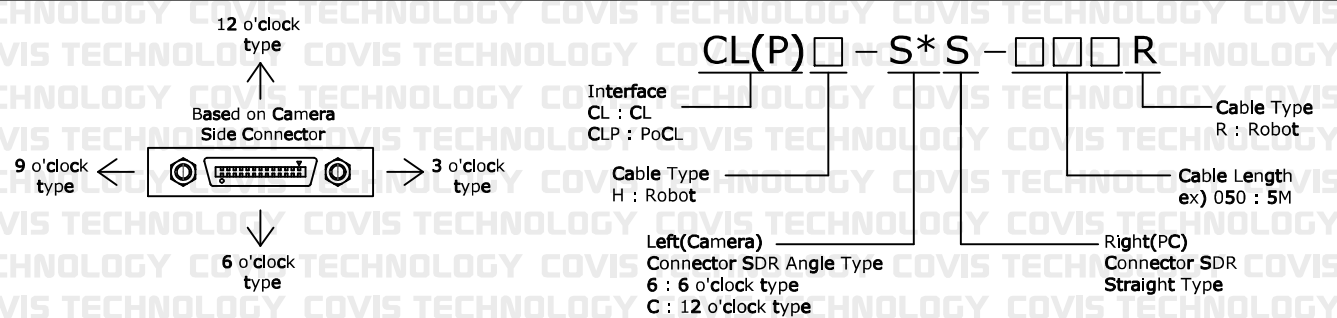 12 o'clock
type
Based on Camera
Side Connector
9 o'clock
type
3 o'clock
type
6 o'clock
type
CL(P)□-S*S-□□□R
Interface
CL : CL
CLP : PoCL
Cable Type
H : Robot
Left(Camera)
Connector SDR Angle Type
6 : 6 o'clock type
C : 12 o'clock type
Cable Type
R : Robot
Cable Length
ex) 050 : 5M
Right(PC)
Connector SDR
Straight Type
COVIS TECHNOLOGY